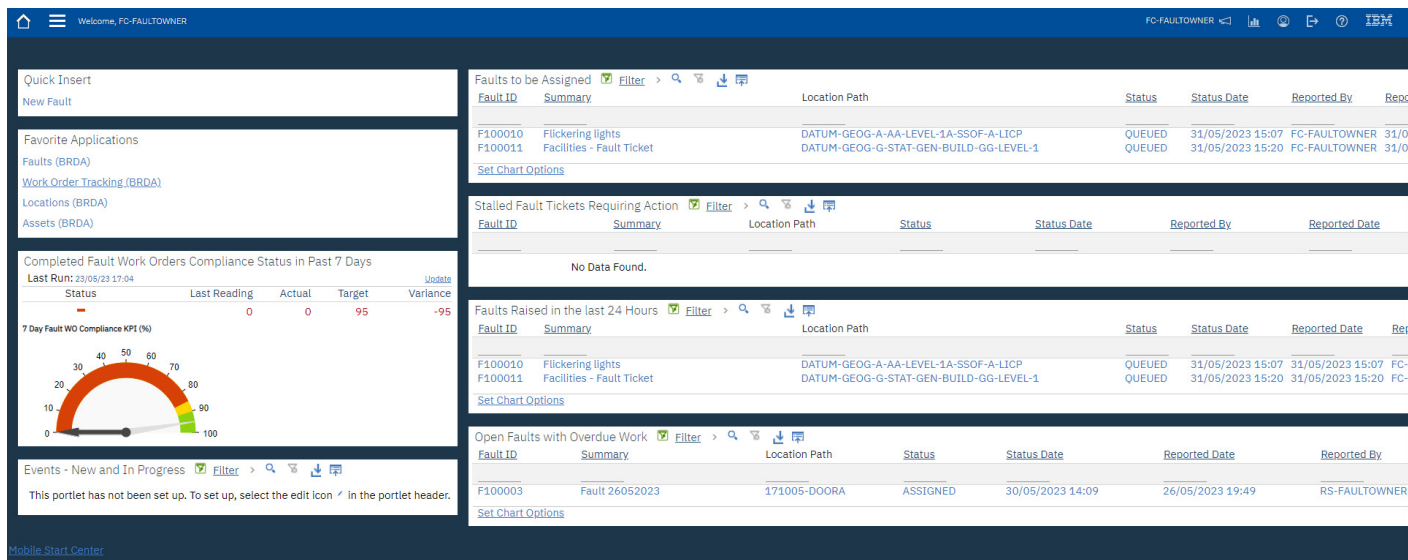 Welcome, FC-FAULTOWNER
FC-FAULTOWNER
IBM
Quick Insert
New Fault
Favorite Applications
Faults (BRDA)
Work Order Tracking (BRDA)
Locations (BRDA)
Assets (BRDA)
Completed Fault Work Orders Compliance Status in Past 7 Days
Last Run: 23/05/23 17:04 Update
Status Last Reading Actual Target Variance
0 0 95 -95
7 Day Fault WO Compliance KPI (%)
0 10 20 30 40 50 60 70 80 90 100
Events - New and In Progress Filter >
This portlet has not been set up. To set up, select the edit icon in the portlet header.
Mobile Start Center
Faults to be Assigned Filter >
Fault ID Summary Location Path Status Status Date Reported By Repo
F100010 Flickering lights DATUM-GEOG-A-AA-LEVEL-1A-SSOF-A-LICP QUEUED 31/05/2023 15:07 FC-FAULTOWNER 31/0
F100011 Facilities - Fault Ticket DATUM-GEOG-G-STAT-GEN-BUILD-GG-LEVEL-1 QUEUED 31/05/2023 15:20 FC-FAULTOWNER 31/0
Set Chart Options
Stalled Fault Tickets Requiring Action Filter >
Fault ID Summary Location Path Status Status Date Reported By Reported Date
No Data Found.
Faults Raised in the last 24 Hours Filter >
Fault ID Summary Location Path Status Status Date Reported Date Rep
F100010 Flickering lights DATUM-GEOG-A-AA-LEVEL-1A-SSOF-A-LICP QUEUED 31/05/2023 15:07 31/05/2023 15:07 FC-
F100011 Facilities - Fault Ticket DATUM-GEOG-G-STAT-GEN-BUILD-GG-LEVEL-1 QUEUED 31/05/2023 15:20 31/05/2023 15:20 FC-
Set Chart Options
Open Faults with Overdue Work Filter >
Fault ID Summary Location Path Status Status Date Reported Date Reported By
F100003 Fault 26052023 171005-DOORA ASSIGNED 30/05/2023 14:09 26/05/2023 19:49 RS-FAULTOWNER
Set Chart Options